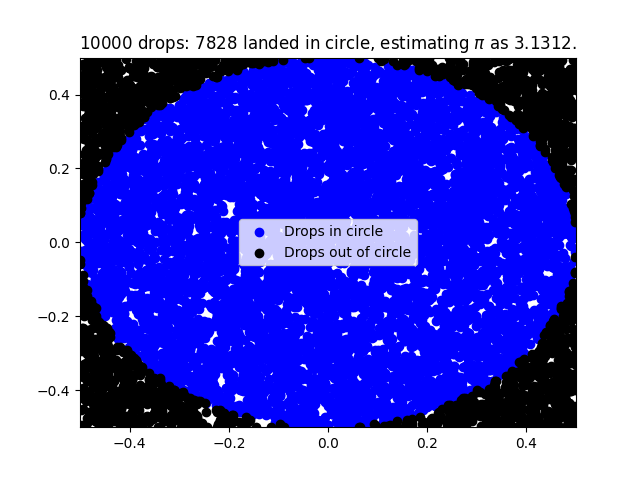 10000 drops: 7828 landed in circle, estimating π as 3.1312.
0.4
0.2
0.0
−0.2
−0.4
Drops in circle
Drops out of circle
−0.4 −0.2 0.0 0.2 0.4